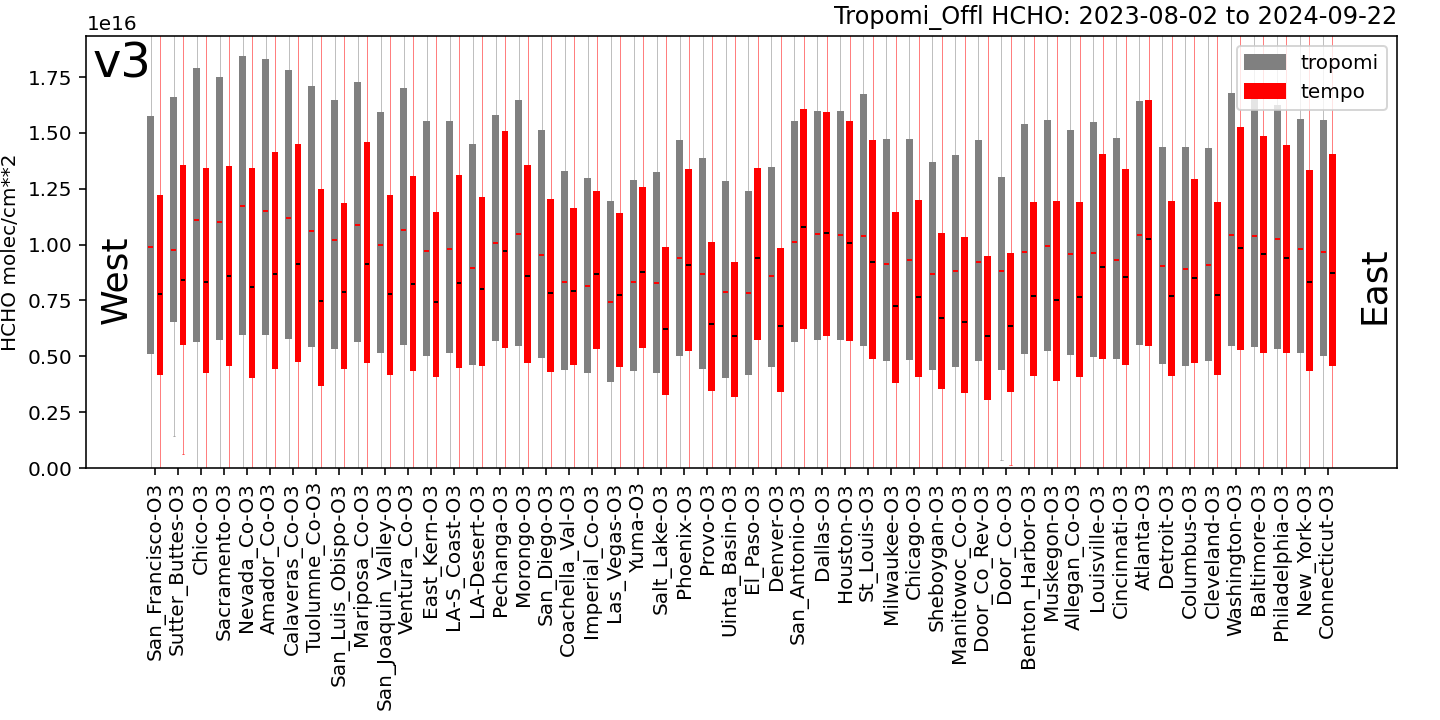 Tropomi_Offl HCHO: 2023-08-02 to 2024-09-22
1e16
v3
tropomi
tempo
1.75
1.50
1.25
1.00
0.75
0.50
0.25
0.00
HCHO molec/cm**2
West
East
San_Francisco-O3
Sutter_Buttes-O3
Chico-O3
Sacramento-O3
Nevada_Co-O3
Amador_Co-O3
Calaveras_Co-O3
Tuolumne_Co-O3
San_Luis_Obispo-O3
Mariposa_Co-O3
San_Joaquin_Valley-O3
Ventura_Co-O3
East_Kern-O3
LA-S_Coast-O3
LA-Desert-O3
Pechanga-O3
Morongo-O3
San_Diego-O3
Coachella_Val-O3
Imperial_Co-O3
Las_Vegas-O3
Yuma-O3
Salt_Lake-O3
Phoenix-O3
Provo-O3
Uinta_Basin-O3
El_Paso-O3
Denver-O3
San_Antonio-O3
Dallas-O3
Houston-O3
St_Louis-O3
Milwaukee-O3
Chicago-O3
Sheboygan-O3
Manitowoc_Co-O3
Door_Co_Rev-O3
Door_Co-O3
Benton_Harbor-O3
Muskegon-O3
Allegan_Co-O3
Louisville-O3
Cincinnati-O3
Atlanta-O3
Detroit-O3
Columbus-O3
Cleveland-O3
Washington-O3
Baltimore-O3
Philadelphia-O3
New_York-O3
Connecticut-O3